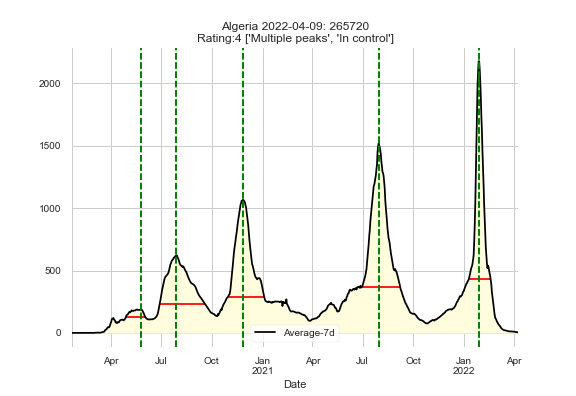 Algeria 2022-04-09: 265720
Rating:4 ['Multiple peaks', 'In control']
2000
1500
1000
500
0
Average-7d
Apr
Jul
Oct
Jan
2021
Apr
Jul
Oct
Jan
2022
Apr
Date